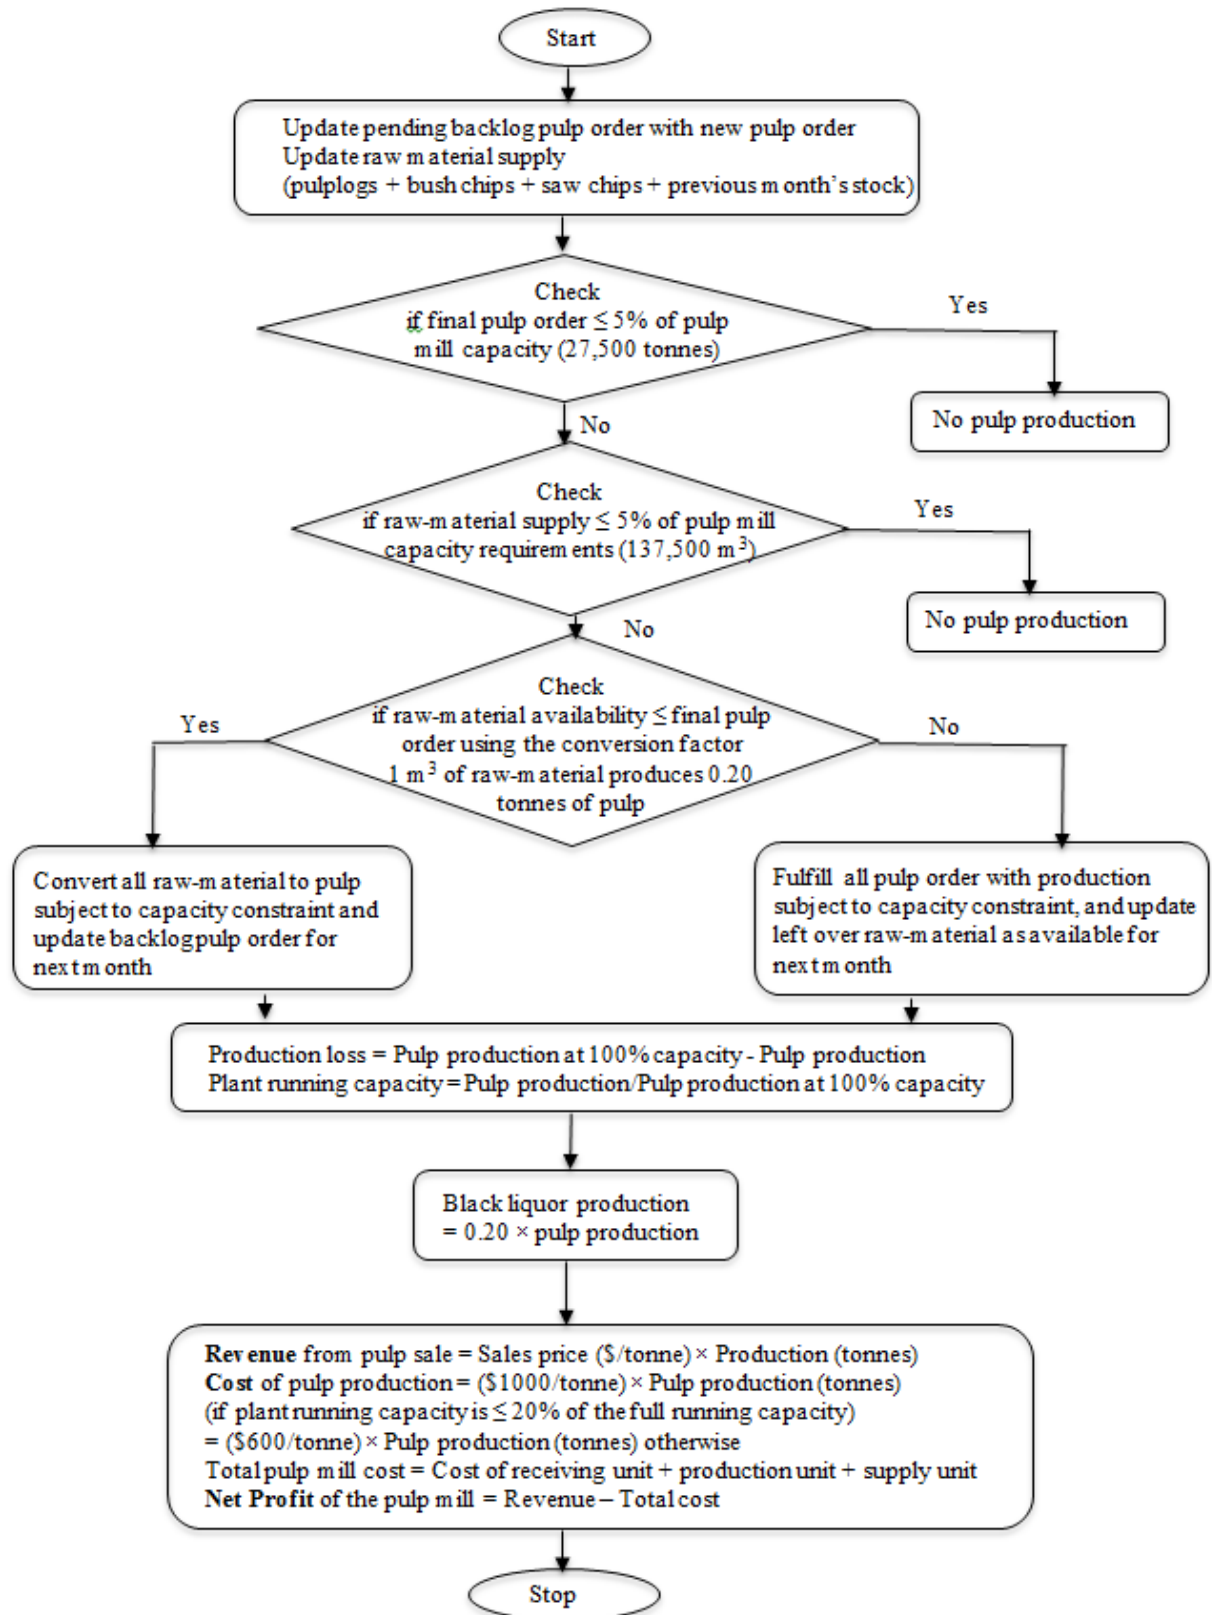 Start
Update pending backlog pulp order with new pulp order
Update raw material supply
(pulplogs + bush chips + saw chips + previous month's stock)
Check
if final pulp order ≤ 5% of pulp
mill capacity (27,500 tonnes)
Yes
No pulp production
No
Check
if raw-material supply ≤ 5% of pulp mill
capacity requirements (137,500 m³)
Yes
No pulp production
No
Check
if raw-material availability ≤ final pulp
order using the conversion factor
1 m³ of raw-material produces 0.20
tonnes of pulp
Yes
No
Convert all raw-material to pulp
subject to capacity constraint and
update backlog pulp order for
next month
Fulfill all pulp order with production
subject to capacity constraint, and update
left over raw-material as available for
next month
Production loss = Pulp production at 100% capacity - Pulp production
Plant running capacity = Pulp production/Pulp production at 100% capacity
Black liquor production
= 0.20 × pulp production
Revenue from pulp sale = Sales price ($/tonne) × Production (tonnes)
Cost of pulp production = ($1000/tonne) × Pulp production (tonnes)
(if plant running capacity is ≤ 20% of the full running capacity)
= ($600/tonne) × Pulp production (tonnes) otherwise
Total pulp mill cost = Cost of receiving unit + production unit + supply unit
Net Profit of the pulp mill = Revenue – Total cost
Stop